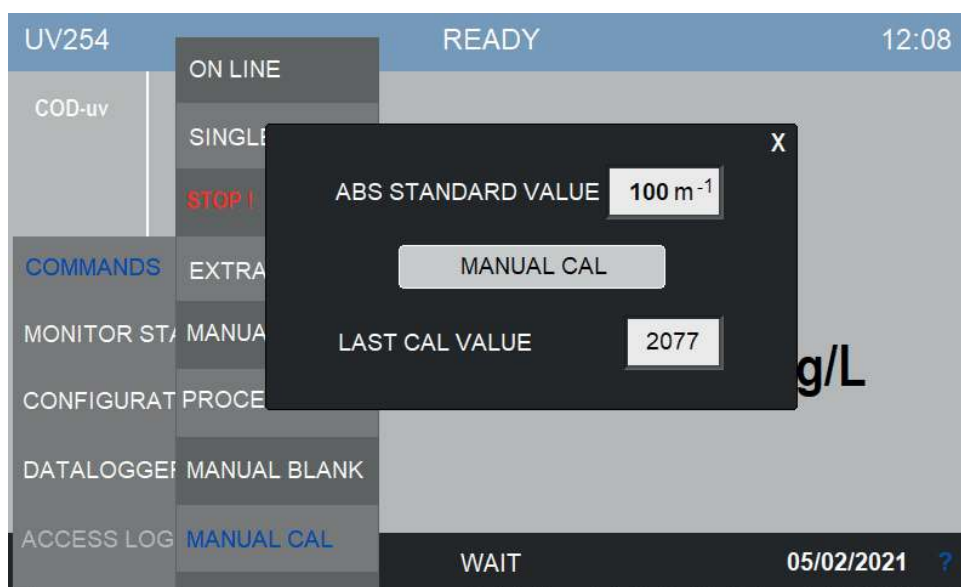 UV254 READY 12:08
COD-uv
ON LINE
SINGLE
STOP !
EXTRA
MANUA
PROCE
MANUAL BLANK
MANUAL CAL
COMMANDS
MONITOR STA
CONFIGURAT
DATALOGGER
ACCESS LOG
X
ABS STANDARD VALUE 100 m-1
MANUAL CAL
LAST CAL VALUE 2077
g/L
WAIT 05/02/2021 ?